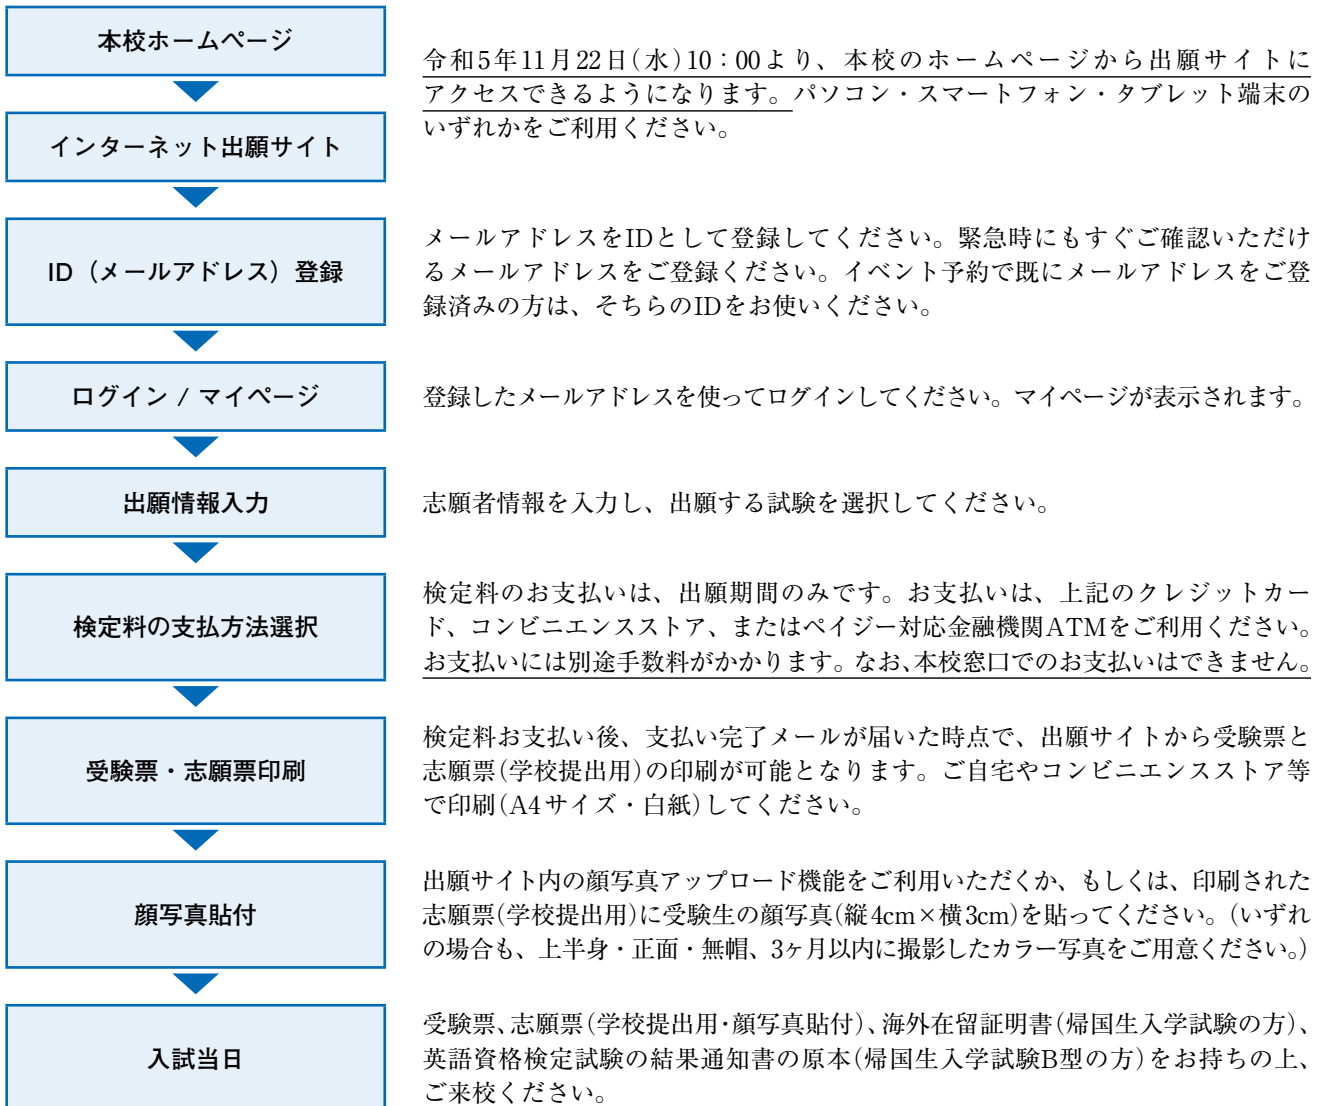 本校ホームページ
令和5年11月22日(水)10：00より、本校のホームページから出願サイトに
アクセスできるようになります。パソコン・スマートフォン・タブレット端末の
いずれかをご利用ください。
インターネット出願サイト
ID（メールアドレス）登録
メールアドレスをIDとして登録してください。緊急時にもすぐご確認いただけ
るメールアドレスをご登録ください。イベント予約で既にメールアドレスをご登
録済みの方は、そちらのIDをお使いください。
ログイン / マイページ
登録したメールアドレスを使ってログインしてください。マイページが表示されます。
出願情報入力
志願者情報を入力し、出願する試験を選択してください。
検定料の支払方法選択
検定料のお支払いは、出願期間のみです。お支払いは、上記のクレジットカー
ド、コンビニエンスストア、またはペイジー対応金融機関ATMをご利用ください。
お支払いには別途手数料がかかります。なお、本校窓口でのお支払いはできません。
受験票・志願票印刷
検定料お支払い後、支払い完了メールが届いた時点で、出願サイトから受験票と
志願票(学校提出用)の印刷が可能となります。ご自宅やコンビニエンスストア等
で印刷(A4サイズ・白紙)してください。
顔写真貼付
出願サイト内の顔写真アップロード機能をご利用いただくか、もしくは、印刷された
志願票(学校提出用)に受験生の顔写真(縦4cm×横3cm)を貼ってください。(いずれ
の場合も、上半身・正面・無帽、3ヶ月以内に撮影したカラー写真をご用意ください。)
入試当日
受験票、志願票(学校提出用・顔写真貼付)、海外在留証明書(帰国生入学試験の方)、
英語資格検定試験の結果通知書の原本(帰国生入学試験B型の方)をお持ちの上、
ご来校ください。